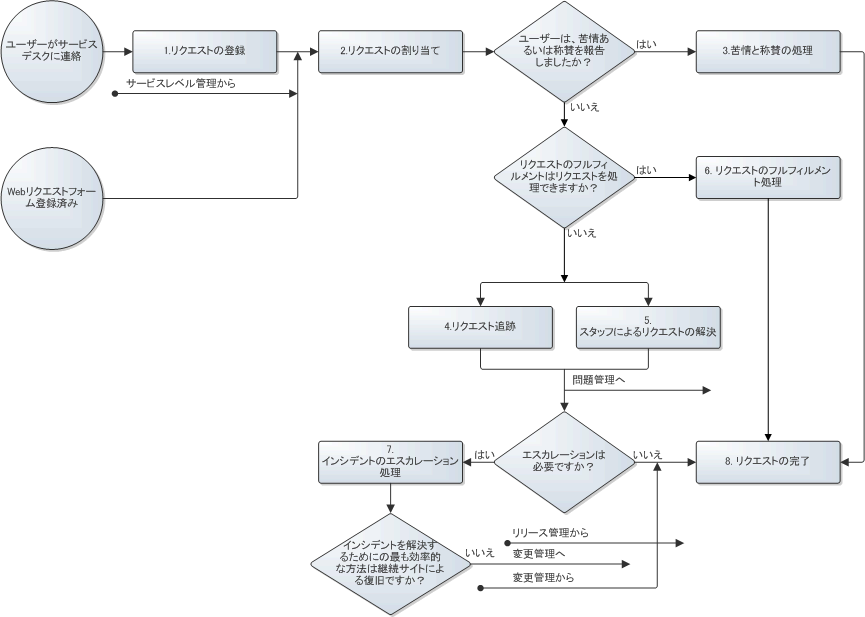 ユーザーがサービス
デスクに連絡
1.リクエストの登録
2.リクエストの割り当て
ユーザーは、苦情あ
るいは称賛を報告
しましたか？
はい
3.苦情と称賛の処理
サービスレベル管理から
いいえ
Webリクエストフォー
ム登録済み
リクエストのフルフィ
ルメントはリクエストを処
理できますか？
はい
6. リクエストのフルフィルメン
ト処理
いいえ
4.リクエスト追跡
5.
スタッフによるリクエストの解決
問題管理へ
7.
インシデントのエスカレーション
処理
はい
エスカレーションは
必要ですか？
いいえ
8. リクエストの完了
インシデントを解決す
るためにの最も効率的
な方法は継続サイトによ
る復旧ですか？
いいえ
リリース管理から
変更管理へ
変更管理から